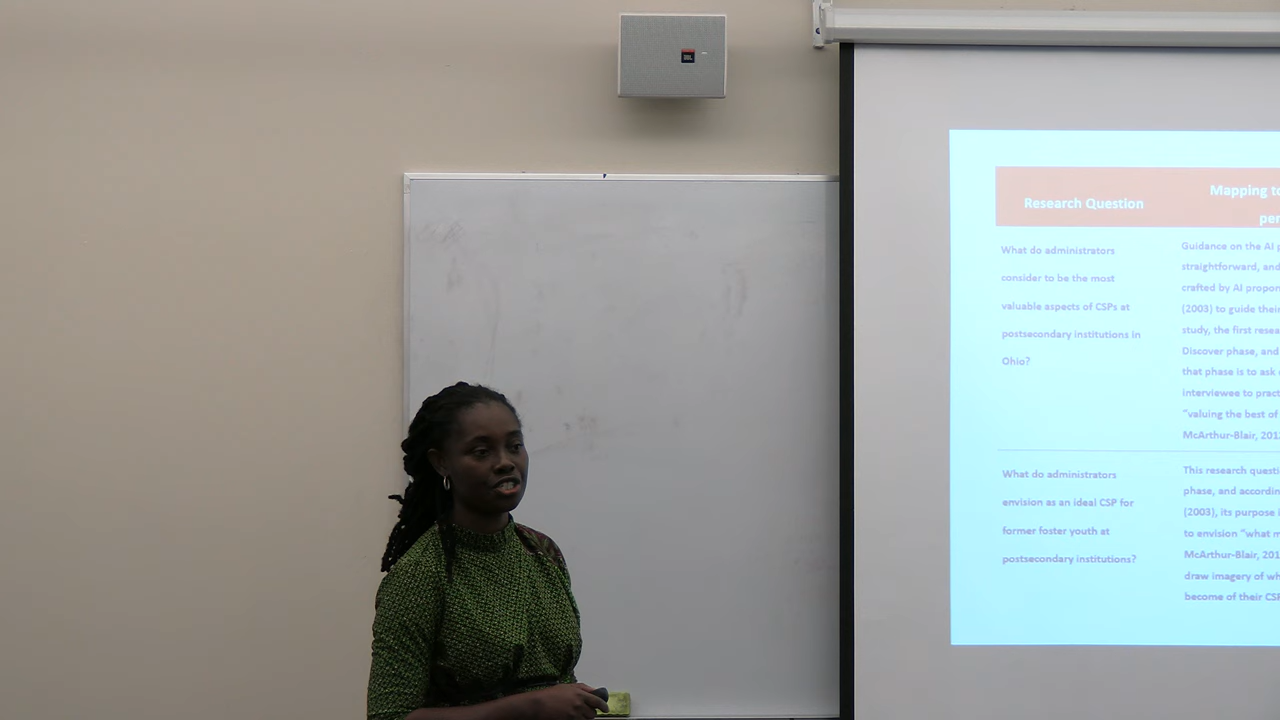 JBL
Research Question
Mapping to
per
What do administrators
consider to be the most
valuable aspects of CSPs at
postsecondary institutions in
Ohio?
Guidance on the AI p
straightforward, and
crafted by AI propon
(2003) to guide their
study, the first resea
Discover phase, and
that phase is to ask
interviewee to pract
"valuing the best of
McArthur-Blair, 201
What do administrators
envision as an ideal CSP for
former foster youth at
postsecondary institutions?
This research questi
phase, and accordin
(2003), its purpose i
to envision "what m
McArthur-Blair, 201
draw imagery of wh
become of their CSP